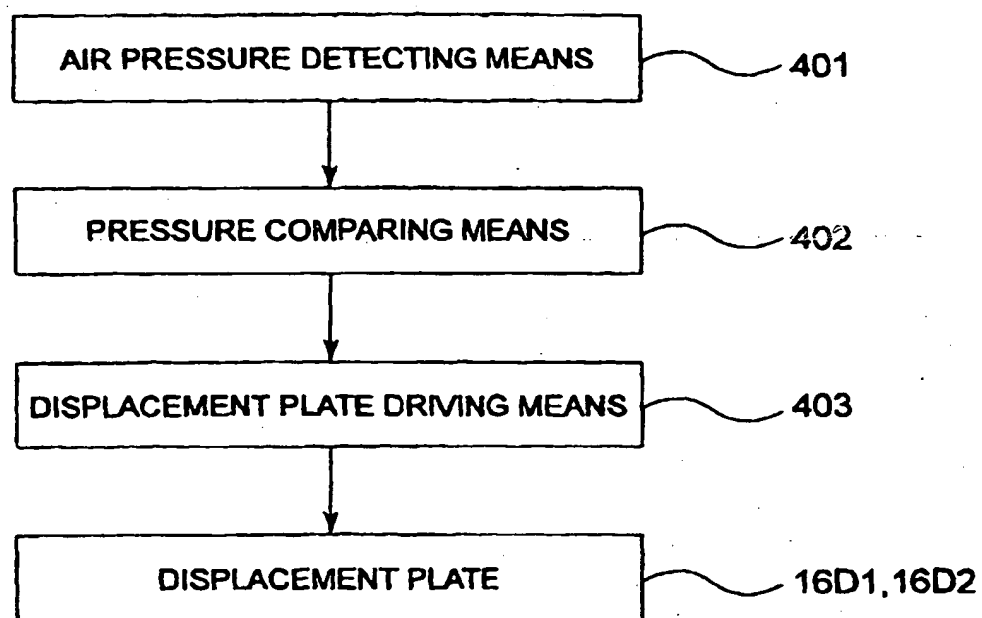 AIR PRESSURE DETECTING MEANS 401
PRESSURE COMPARING MEANS 402
DISPLACEMENT PLATE DRIVING MEANS 403
DISPLACEMENT PLATE 16D1,16D2